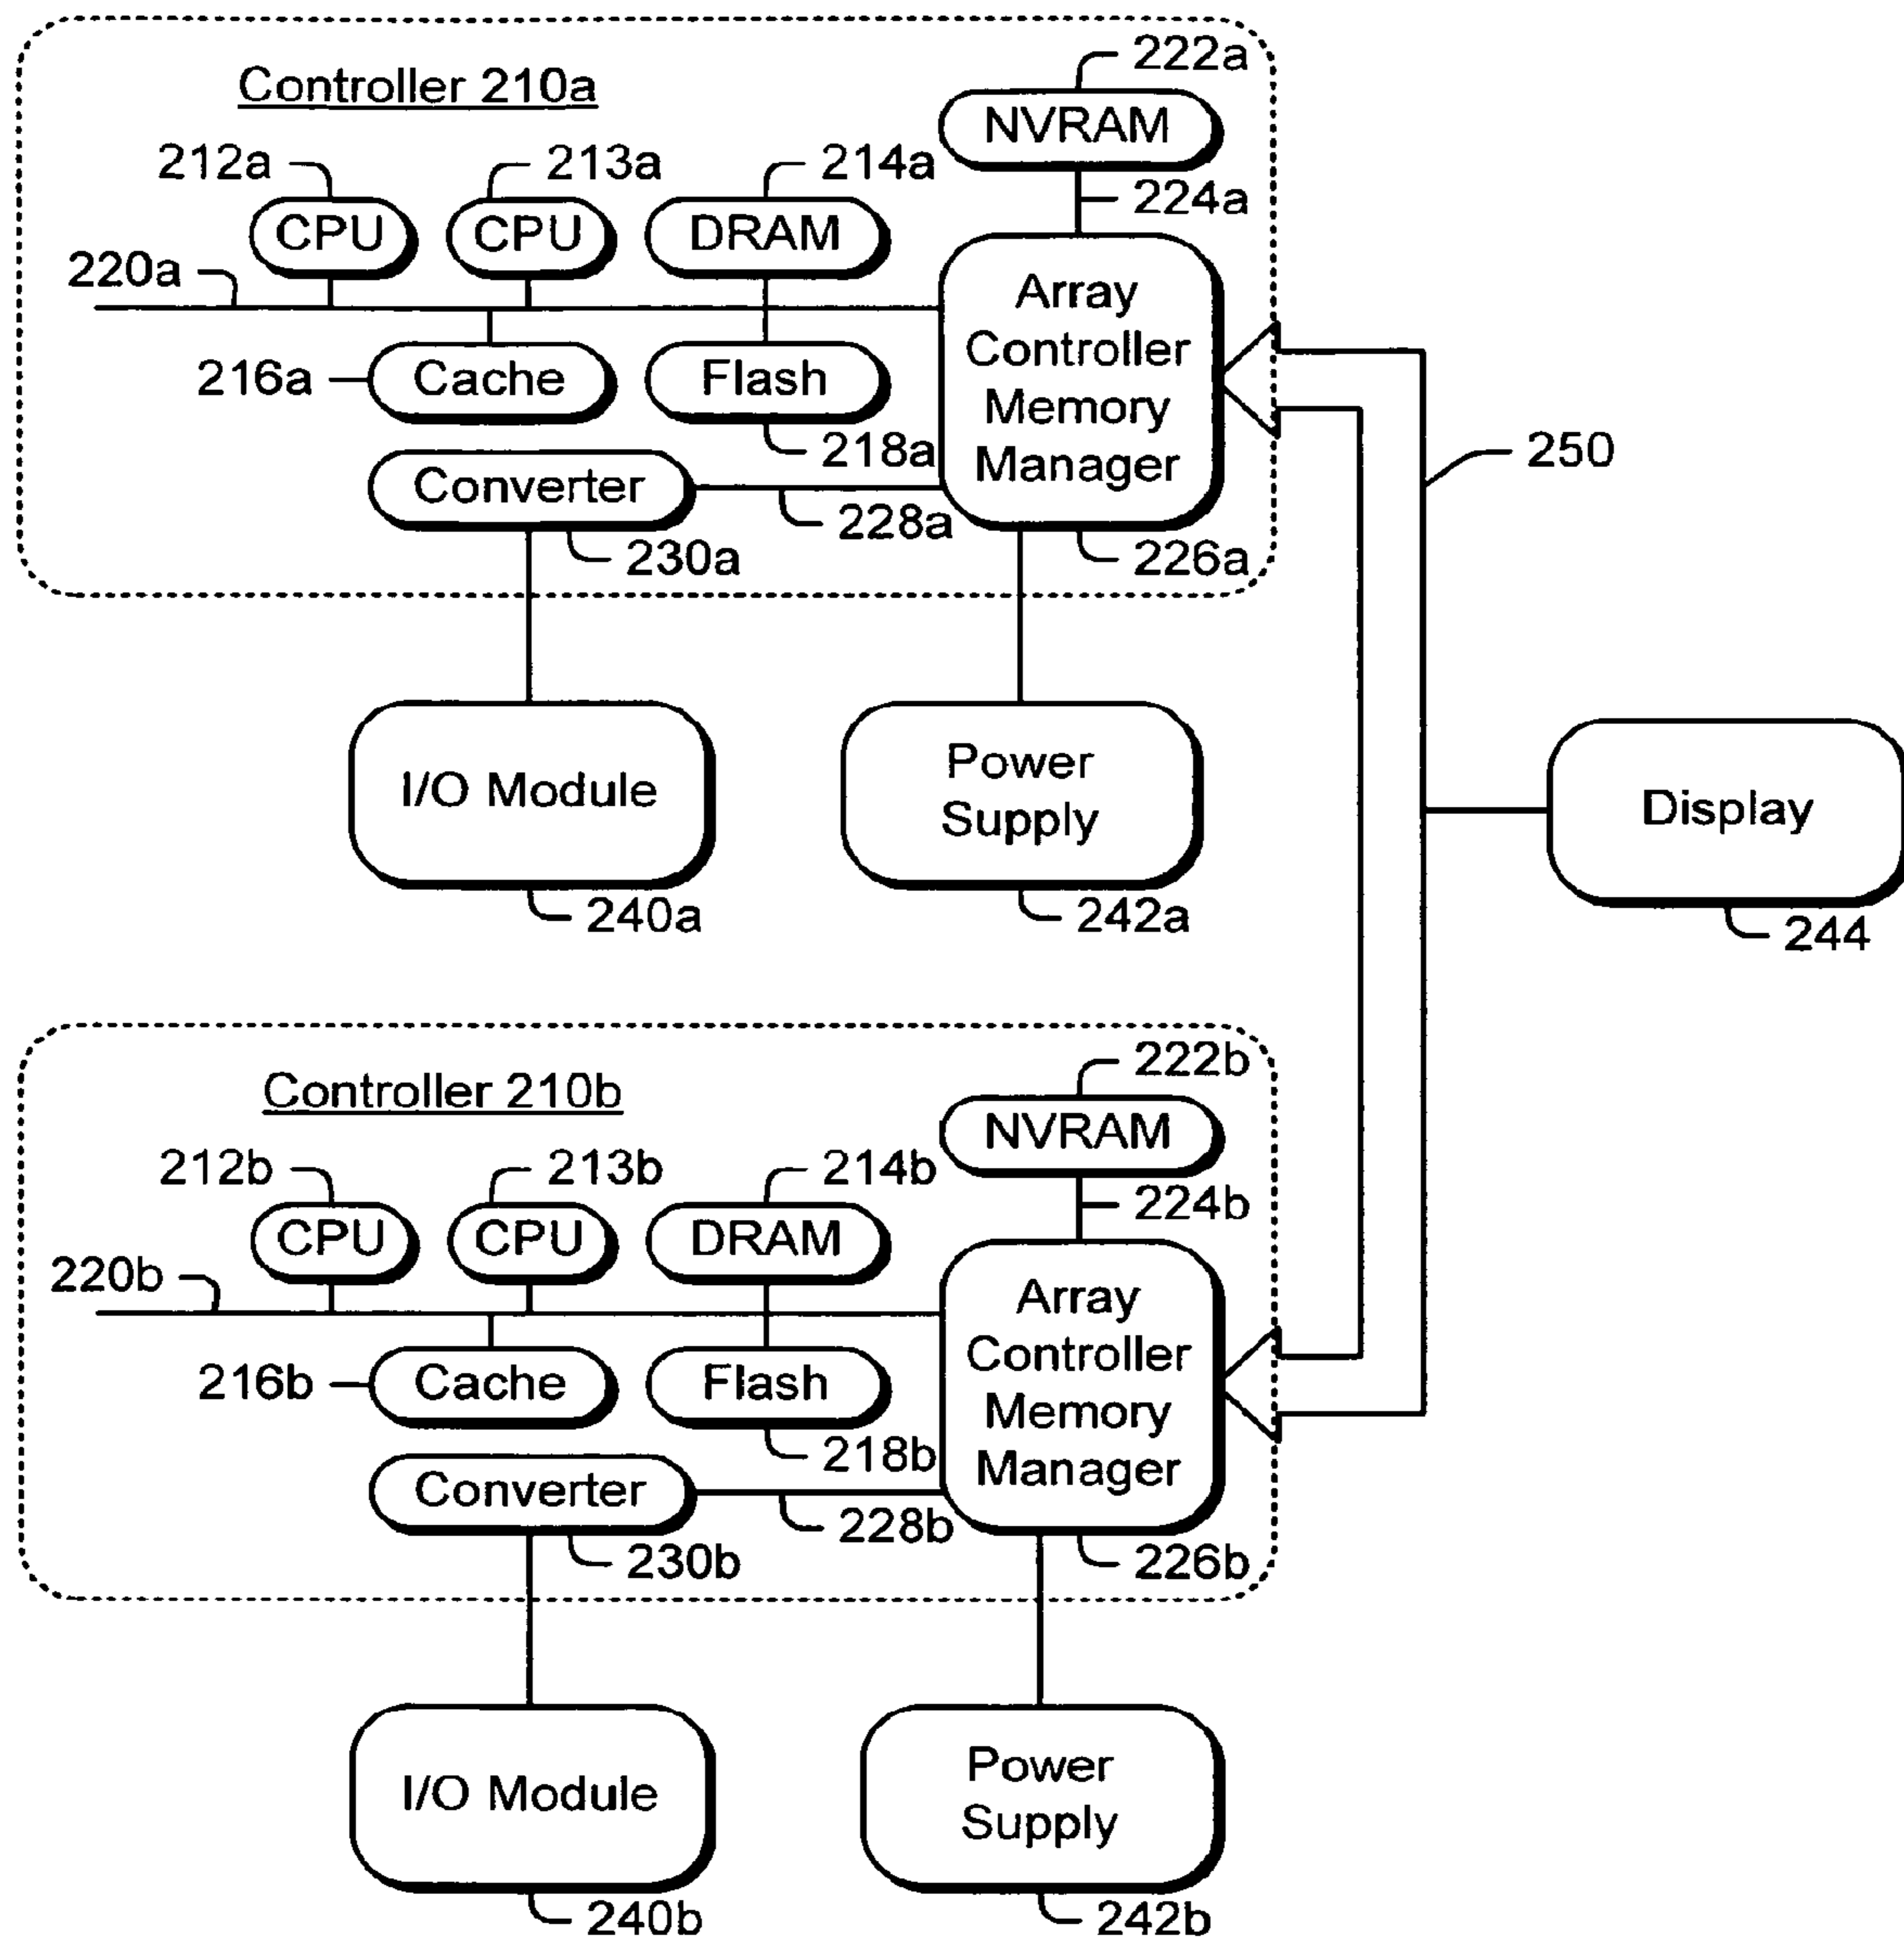 222a
Controller 210a
NVRAM
212a
213a
214a
224a
CPU
CPU
DRAM
220a
Array
Controller
Memory
Manager
216a
Cache
Flash
218a
250
Converter
228a
230a
226a
I/O Module
Power
Supply
Display
240a
242a
244
222b
Controller 210b
NVRAM
212b
213b
214b
224b
CPU
CPU
DRAM
220b
Array
Controller
Memory
Manager
216b
Cache
Flash
218b
Converter
228b
230b
226b
I/O Module
Power
Supply
240b
242b